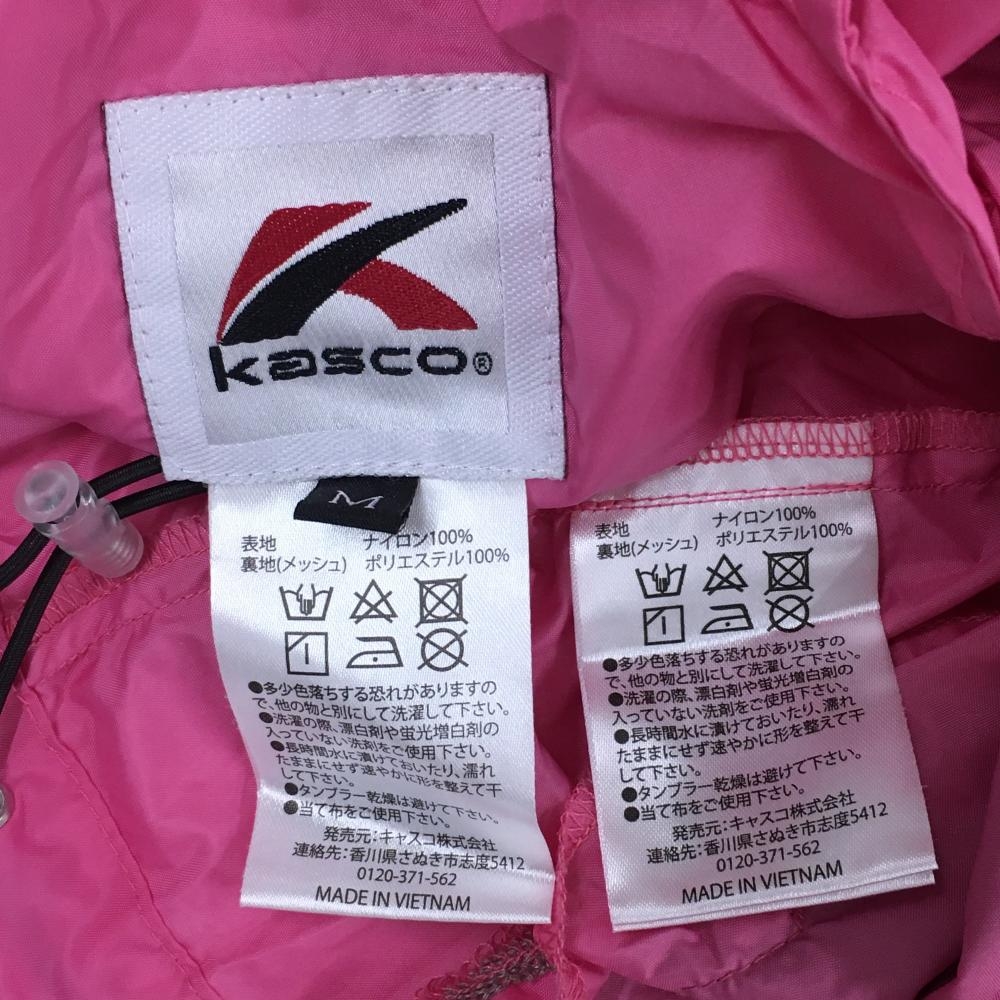 kasco®
M
表地 ナイロン100%
裏地(メッシュ) ポリエステル100%
●多少色落ちする恐れがありますの
で、他の物と別にして洗濯して下さい。
●洗濯の際、漂白剤や蛍光増白剤の
入っていない洗剤をご使用下さい。
●長時間水に漬けておいたり、濡れ
たままにせず速やかに形を整えて干
●タンブラー乾燥は避けて下さい。
●当て布をご使用下さい。
発売元:キャスコ株式会社
連絡先:香川県さぬき市志度5412
0120-371-562
MADE IN VIETNAM
表地 ナイロン100%
裏地(メッシュ) ポリエステル100%
●多少色落ちする恐れがありますの
で、他の物と別にして洗濯して下さい。
●洗濯の際、漂白剤や蛍光増白剤の
入っていない洗剤をご使用下さい。
●長時間水に漬けておいたり、濡れ
たままにせず速やかに形を整えて干
●タンブラー乾燥は避けて下さい。
●当て布をご使用下さい。
発売元:キャスコ株式会社
連絡先:香川県さぬき市志度5412
0120-371-562
MADE IN VIETNAM